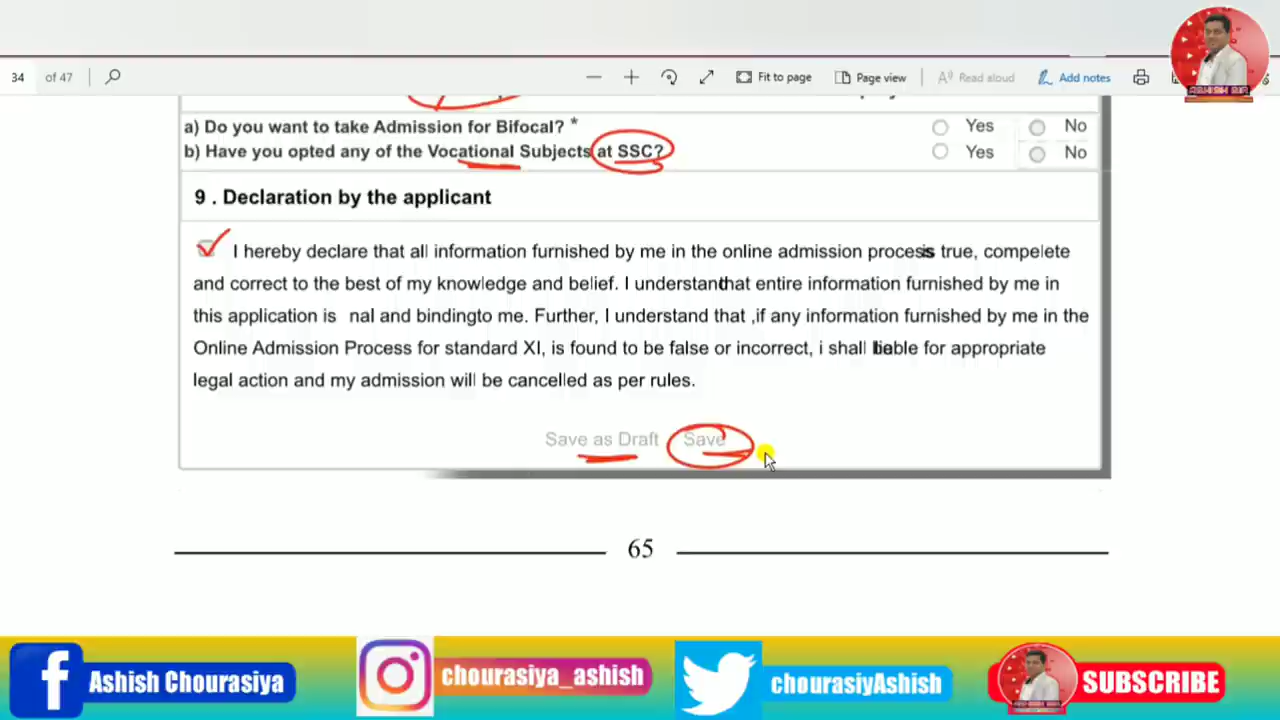 34 of 47
Fit to page
Page view
Read aloud
Add notes
ASHISH SIR
a) Do you want to take Admission for Bifocal? *
Yes
No
b) Have you opted any of the Vocational Subjects at SSC?
Yes
No
9 . Declaration by the applicant
I hereby declare that all information furnished by me in the online admission process is true, compelete
and correct to the best of my knowledge and belief. I understand that entire information furnished by me in
this application is nal and bindingto me. Further, I understand that ,if any information furnished by me in the
Online Admission Process for standard XI, is found to be false or incorrect, i shall be liable for appropriate
legal action and my admission will be cancelled as per rules.
Save as Draft Save
65
Ashish Chourasiya
chourasiya_ashish
chourasiyAshish
SUBSCRIBE